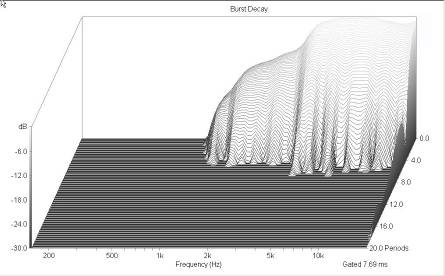 Burst Decay
dB
-6.0
-12.0
-18.0
-24.0
-30.0
0.0
4.0
8.0
12.0
16.0
20.0 Periods
200 500 1k 2k 5k 10k
Frequency (Hz)
Gated 7.69 ms